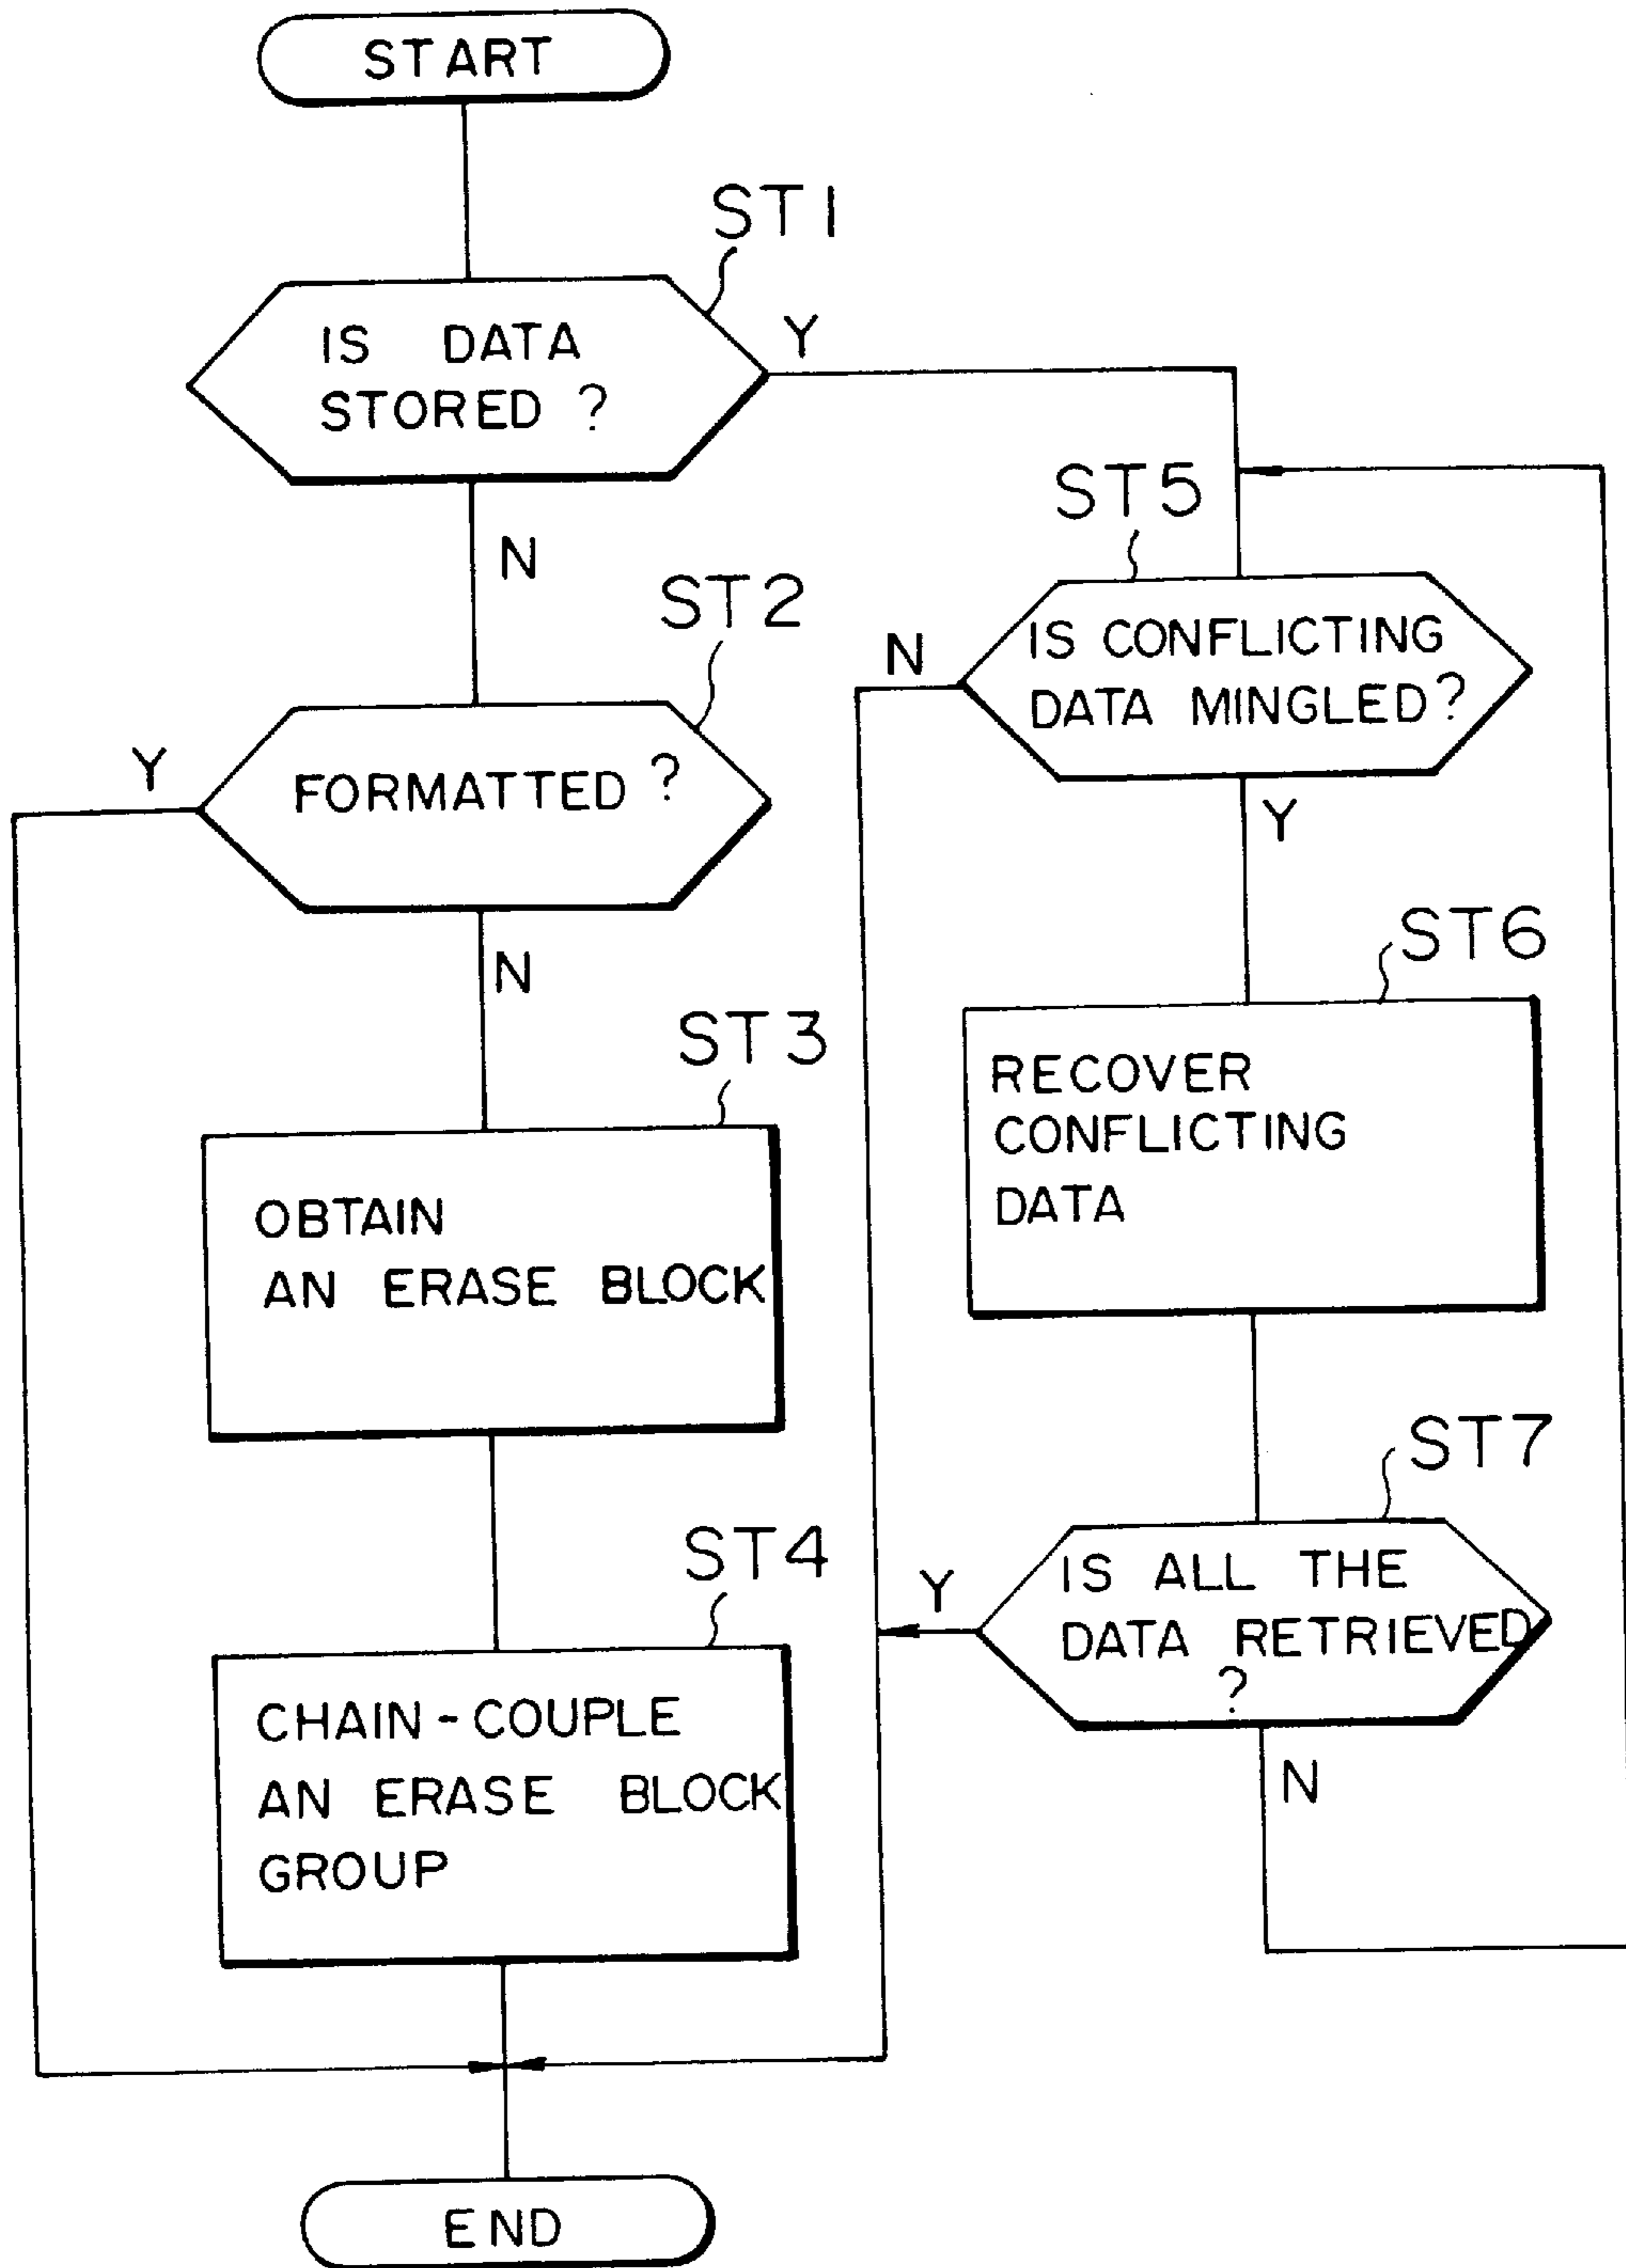 START
ST1
IS DATA
STORED ?
Y
N
ST2
FORMATTED ?
Y
N
ST3
OBTAIN
AN ERASE BLOCK
ST4
CHAIN-COUPLE
AN ERASE BLOCK
GROUP
ST5
IS CONFLICTING
DATA MINGLED ?
N
Y
ST6
RECOVER
CONFLICTING
DATA
ST7
IS ALL THE
DATA RETRIEVED
?
Y
N
END